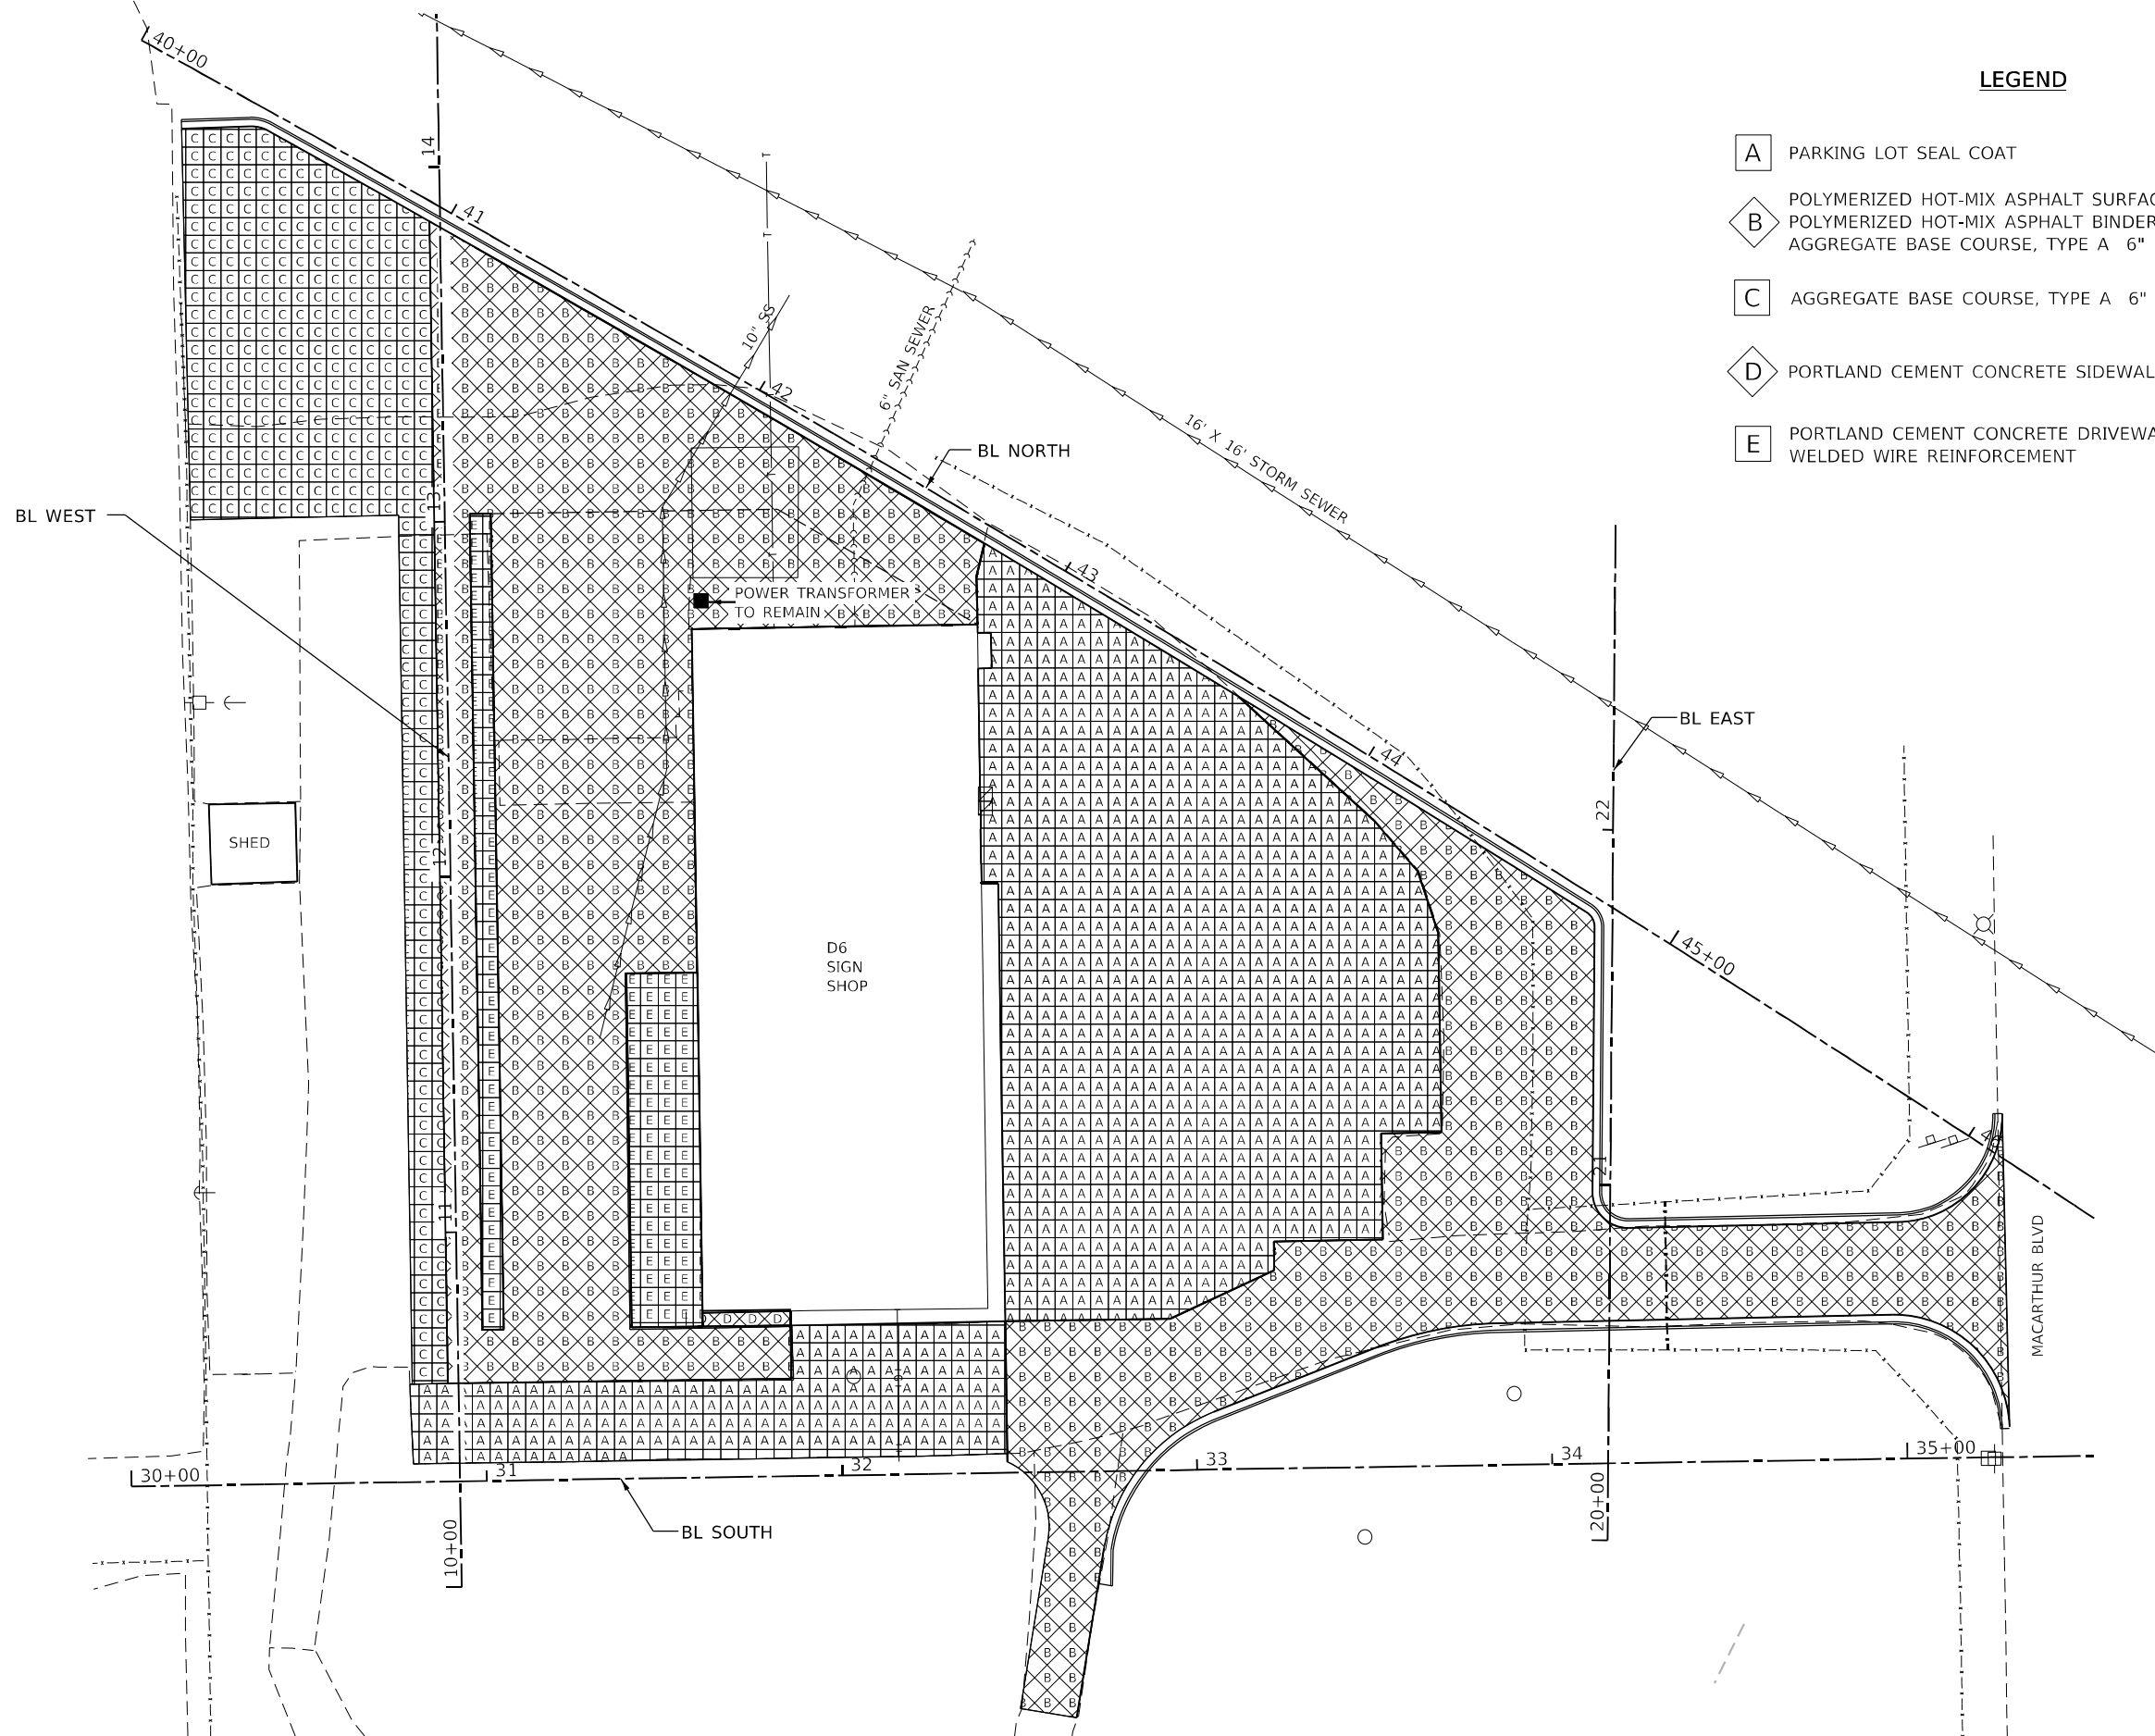 LEGEND
A PARKING LOT SEAL COAT
POLYMERIZED HOT-MIX ASPHALT SURFAC
B POLYMERIZED HOT-MIX ASPHALT BINDER
AGGREGATE BASE COURSE, TYPE A 6"
C AGGREGATE BASE COURSE, TYPE A 6"
D PORTLAND CEMENT CONCRETE SIDEWAL
E PORTLAND CEMENT CONCRETE DRIVEWA
WELDED WIRE REINFORCEMENT
40+00
14
41
10" SS
42
6" SAN SEWER
16' X 16' STORM SEWER
BL NORTH
13
BL WEST
43
POWER TRANSFORMER
TO REMAIN
BL EAST
44
22
SHED
12
D6
SIGN
SHOP
45+00
21
11
MACARTHUR BLVD
30+00
31
32
33
34
35+00
BL SOUTH
10+00
20+00